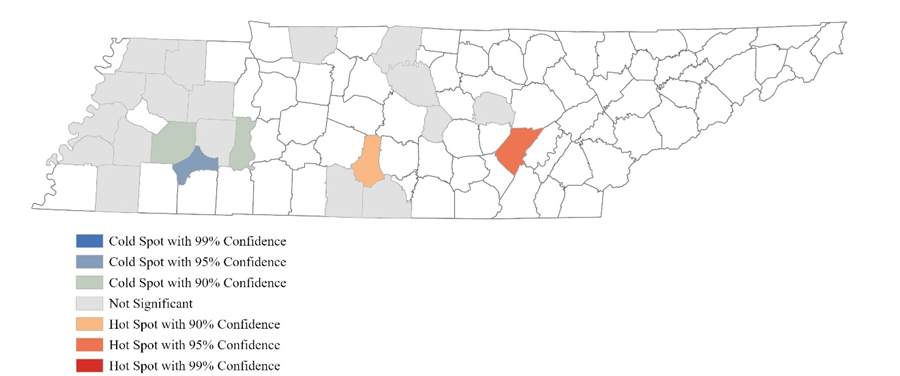 Cold Spot with 99% Confidence
Cold Spot with 95% Confidence
Cold Spot with 90% Confidence
Not Significant
Hot Spot with 90% Confidence
Hot Spot with 95% Confidence
Hot Spot with 99% Confidence